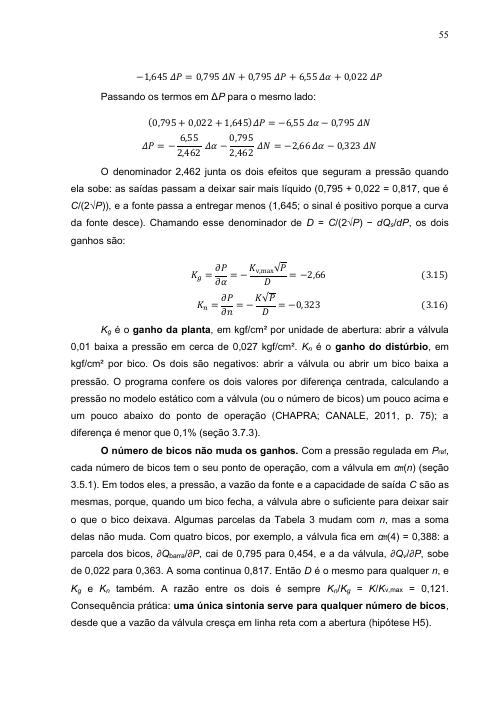 55
−1,645 ΔP = 0,795 ΔN + 0,795 ΔP + 6,55 Δα + 0,022 ΔP
Passando os termos em ΔP para o mesmo lado:
(0,795 + 0,022 + 1,645) ΔP = −6,55 Δα − 0,795 ΔN
ΔP = − 6,55/2,462 Δα − 0,795/2,462 ΔN = −2,66 Δα − 0,323 ΔN
O denominador 2,462 junta os dois efeitos que seguram a pressão quando
ela sobe: as saídas passam a deixar sair mais líquido (0,795 + 0,022 = 0,817, que é
C/(2√P)), e a fonte passa a entregar menos (1,645; o sinal é positivo porque a curva
da fonte desce). Chamando esse denominador de D = C/(2√P) − dQs/dP, os dois
ganhos são:
Kg = ∂P/∂α = − Kv,max√P/D = −2,66 (3.15)
Kn = ∂P/∂n = − K√P/D = −0,323 (3.16)
Kg é o ganho da planta, em kgf/cm² por unidade de abertura: abrir a válvula
0,01 baixa a pressão em cerca de 0,027 kgf/cm². Kn é o ganho do distúrbio, em
kgf/cm² por bico. Os dois são negativos: abrir a válvula ou abrir um bico baixa a
pressão. O programa confere os dois valores por diferença centrada, calculando a
pressão no modelo estático com a válvula (ou o número de bicos) um pouco acima e
um pouco abaixo do ponto de operação (CHAPRA; CANALE, 2011, p. 75); a
diferença é menor que 0,1% (seção 3.7.3).
O número de bicos não muda os ganhos. Com a pressão regulada em Pref,
cada número de bicos tem o seu ponto de operação, com a válvula em α(n) (seção
3.5.1). Em todos eles, a pressão, a vazão da fonte e a capacidade de saída C são as
mesmas, porque, quando um bico fecha, a válvula abre o suficiente para deixar sair
o que o bico deixava. Algumas parcelas da Tabela 3 mudam com n, mas a soma
delas não muda. Com quatro bicos, por exemplo, a válvula fica em (4) = 0,388: a
parcela dos bicos, ∂Qbarra/∂P, cai de 0,795 para 0,454, e a da válvula, ∂Qv/∂P, sobe
de 0,022 para 0,363. A soma continua 0,817. Então D é o mesmo para qualquer n, e
Kg e Kn também. A razão entre os dois é sempre Kn/Kg = K/Kv,max = 0,121.
Consequência prática: uma única sintonia serve para qualquer número de bicos,
desde que a vazão da válvula cresça em linha reta com a abertura (hipótese H5).